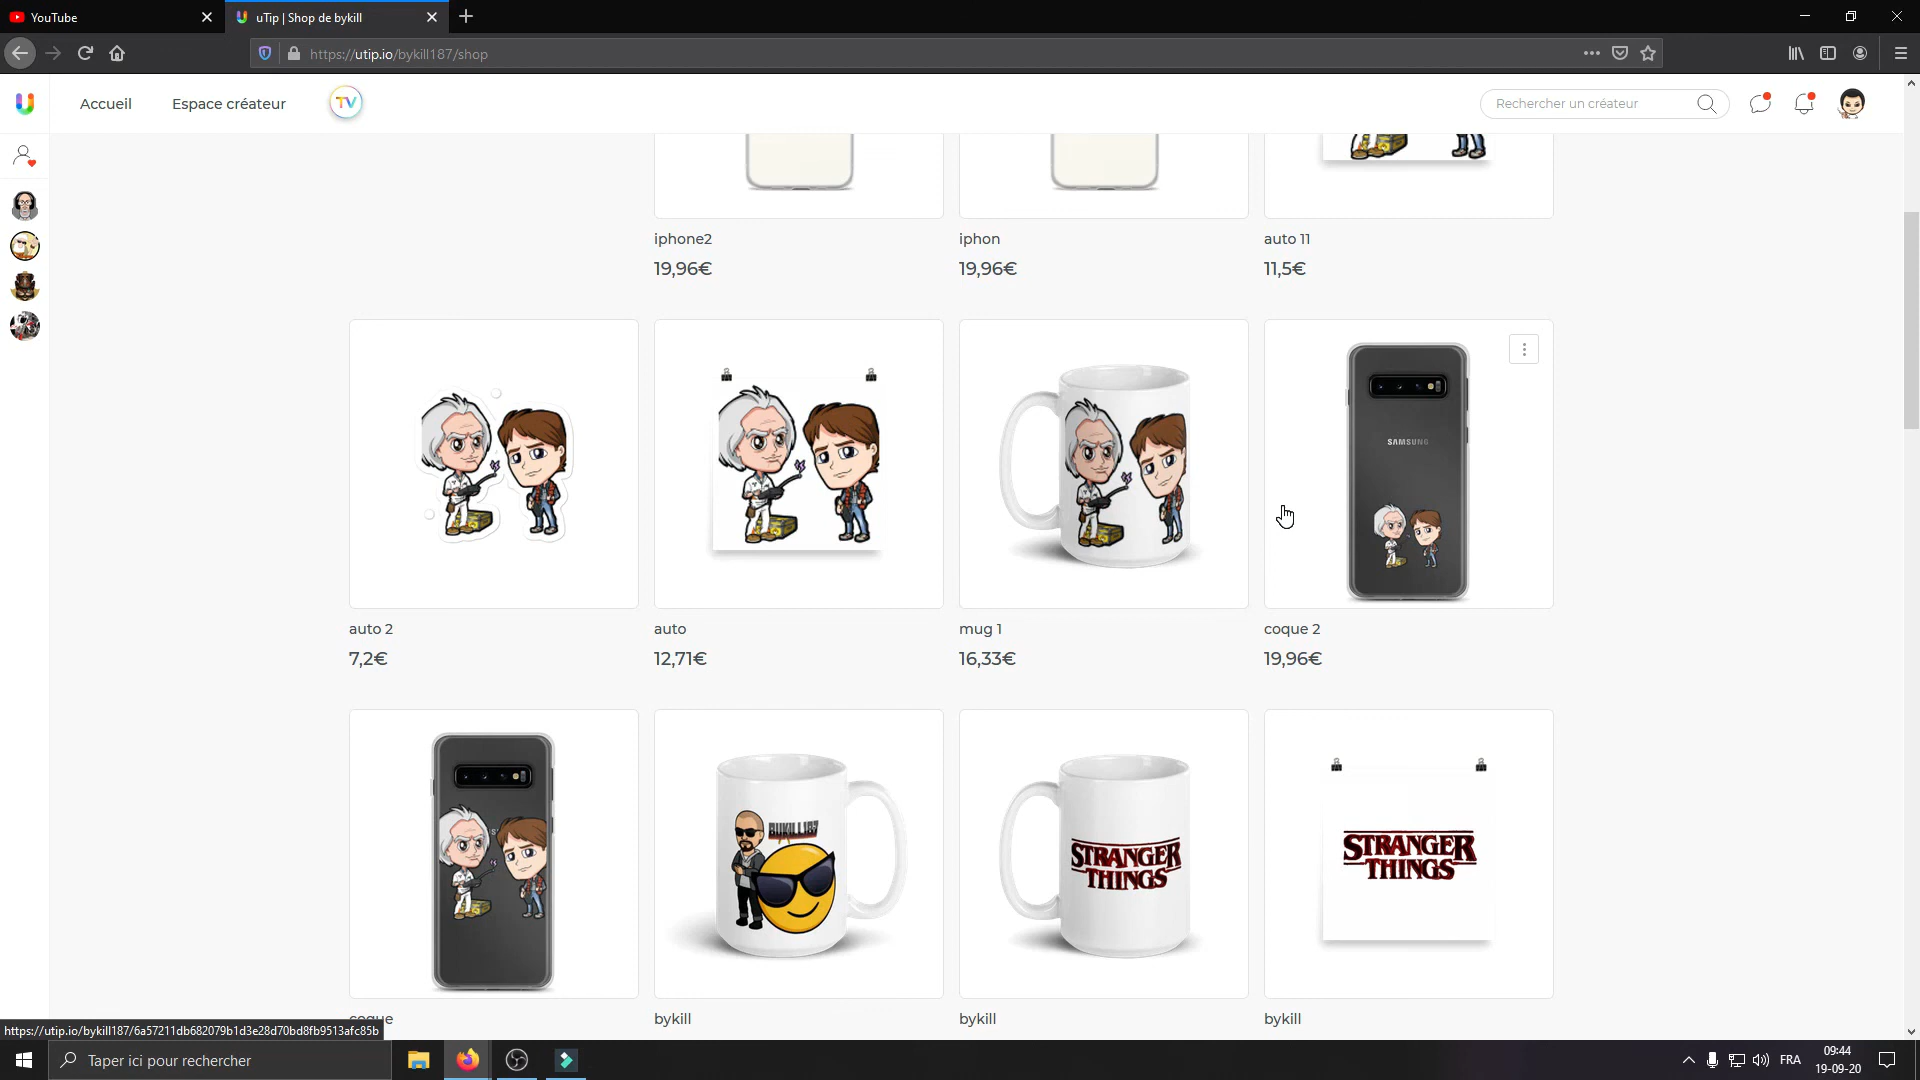 YouTube
uTip | Shop de bykill
https://utip.io/bykill187/shop
Accueil
Espace créateur
TV
Rechercher un créateur
iphone2
iphon
auto 11
19,96€
19,96€
11,5€
SAMSUNG
auto 2
auto
mug 1
coque 2
7,2€
12,71€
16,33€
19,96€
BYKILL187
STRANGER
THINGS
STRANGER
THINGS
coque
bykill
bykill
bykill
https://utip.io/bykill187/6a57211db682079b1d3e28d70bd8fb9513afc85b
Taper ici pour rechercher
FRA
09:44
19-09-20